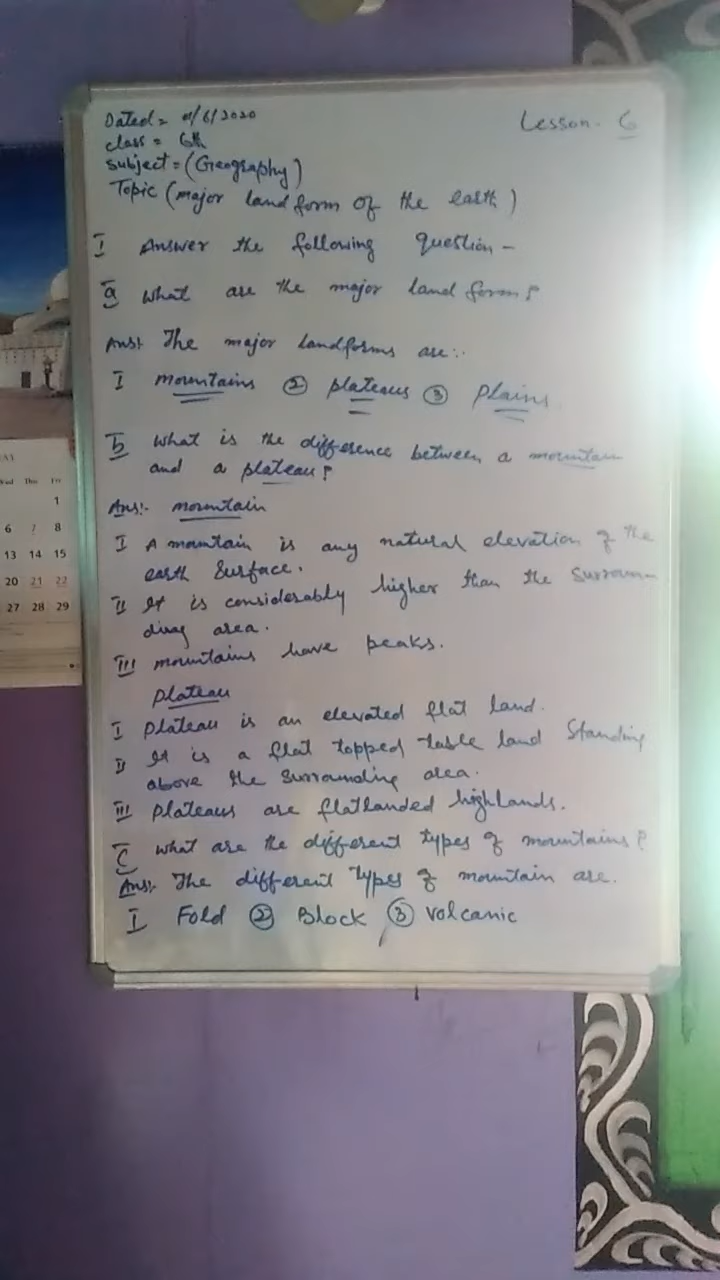 Dated = 01/6/2020
Lesson - 6
class = 6th
Subject = (Geography)
Topic (major land form of the earth)
I Answer the following question -
a what are the major land forms?
Ans:- The major landforms are:-
I mountains ② plateaus ③ plains
b what is the difference between a mountain
and a plateau?
Ans:- mountain
I A mountain is any natural elevation of the
earth surface.
II It is considerably higher than the surroun-
ding area.
III mountains have peaks.
plateau
I plateau is an elevated flat land.
II It is a flat topped table land standing
above the surrounding area.
III plateaus are flatlanded highlands.
C what are the different types of mountains?
Ans:- The different types of mountain are.
I Fold ② Block ③ volcanic
Wed Thu Fri
1
6 7 8
13 14 15
20 21 22
27 28 29